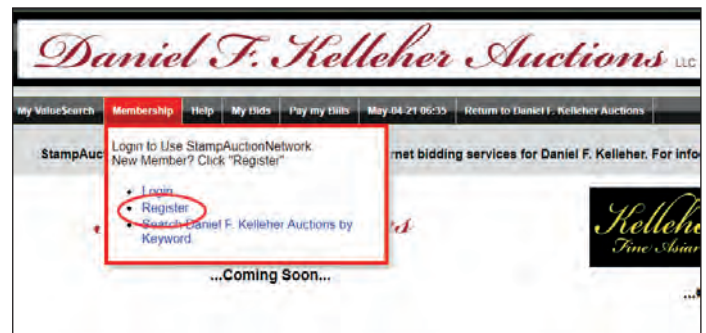 Daniel F. Kelleher Auctions LLC
My ValueSearch Membership Help My Bids Pay my Bills May-04-21 06:35 Return to Daniel F. Kelleher Auctions
Login to Use StampAuctionNetwork
New Member? Click "Register"
StampAuc
rnet bidding services for Daniel F. Kelleher. For info
Login
Register
Search Daniel F. Kelleher Auctions by
Keyword
Kellehe
Fine Asian
...Coming Soon...